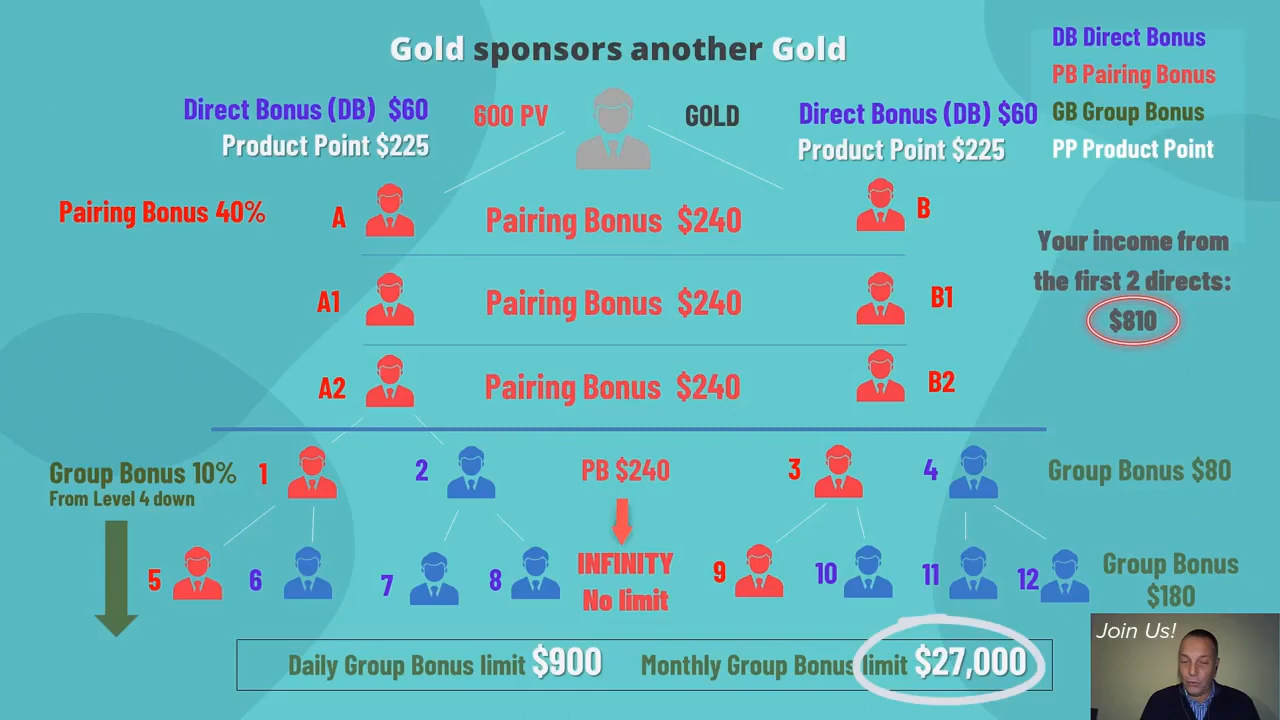 Gold sponsors another Gold
DB Direct Bonus
PB Pairing Bonus
GB Group Bonus
PP Product Point
Direct Bonus (DB) $60
Product Point $225
600 PV
GOLD
Direct Bonus (DB) $60
Product Point $225
Pairing Bonus 40%
A
Pairing Bonus $240
B
Your income from
the first 2 directs:
$810
A1
Pairing Bonus $240
B1
A2
Pairing Bonus $240
B2
Group Bonus 10%
From Level 4 down
1
2
PB $240
3
4
Group Bonus $80
5
6
7
8
INFINITY
No limit
9
10
11
12
Group Bonus
$180
Daily Group Bonus limit $900
Monthly Group Bonus limit $27,000
Join Us!